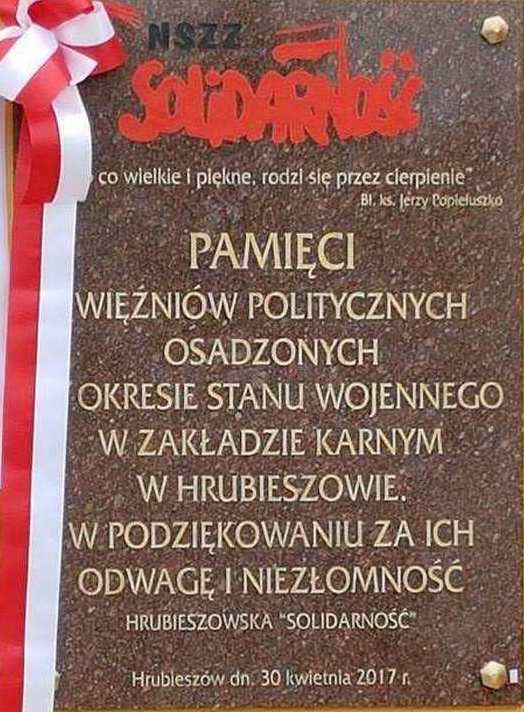 NSZZ
SOLIDARNOŚĆ
co wielkie i piękne, rodzi się przez cierpienie"
Bł. ks. Jerzy Popiełuszko
PAMIĘCI
WIĘŹNIÓW POLITYCZNYCH
OSADZONYCH
OKRESIE STANU WOJENNEGO
W ZAKŁADZIE KARNYM
W HRUBIESZOWIE.
W PODZIĘKOWANIU ZA ICH
ODWAGĘ I NIEZŁOMNOŚĆ
HRUBIESZOWSKA "SOLIDARNOŚĆ"
Hrubieszów dn. 30 kwietnia 2017 r.